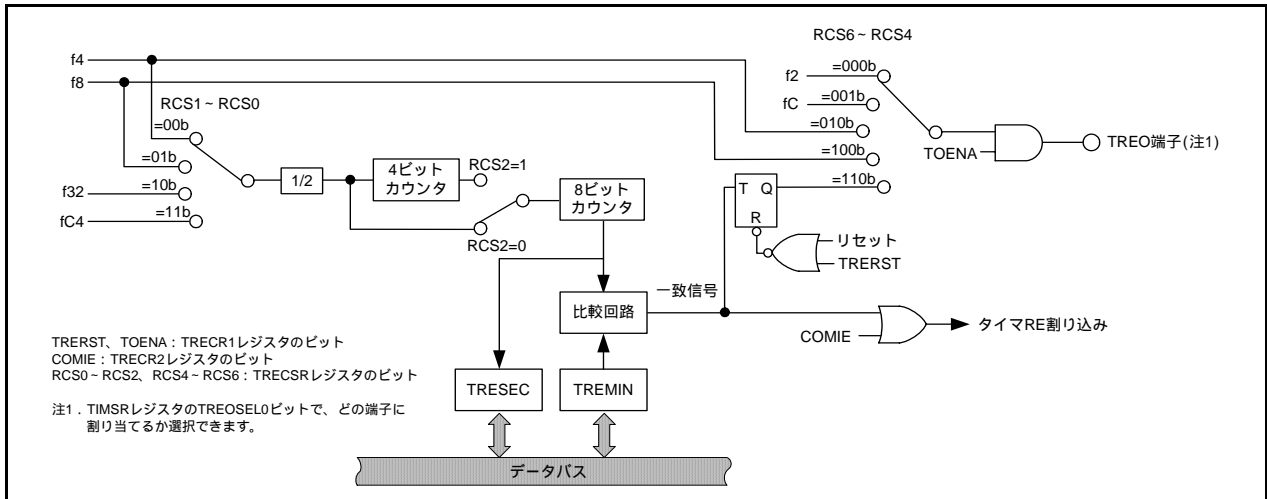 RCS6～RCS4
f4
f2
=000b
f8
fC
=001b
RCS1～RCS0
=00b
=010b
TREO端子(注1)
TOENA
=01b
1/2
4ビット
カウンタ
RCS2=1
8ビット
カウンタ
=100b
f32
=10b
T Q
R
=110b
fC4
=11b
RCS2=0
リセット
TRERST
一致信号
比較回路
タイマRE割り込み
COMIE
TRERST、TOENA：TRECR1レジスタのビット
COMIE：TRECR2レジスタのビット
RCS0～RCS2、RCS4～RCS6：TRECSRレジスタのビット
TRESEC
TREMIN
注1．TIMSRレジスタのTREOSEL0ビットで、どの端子に
割り当てるか選択できます。
データバス